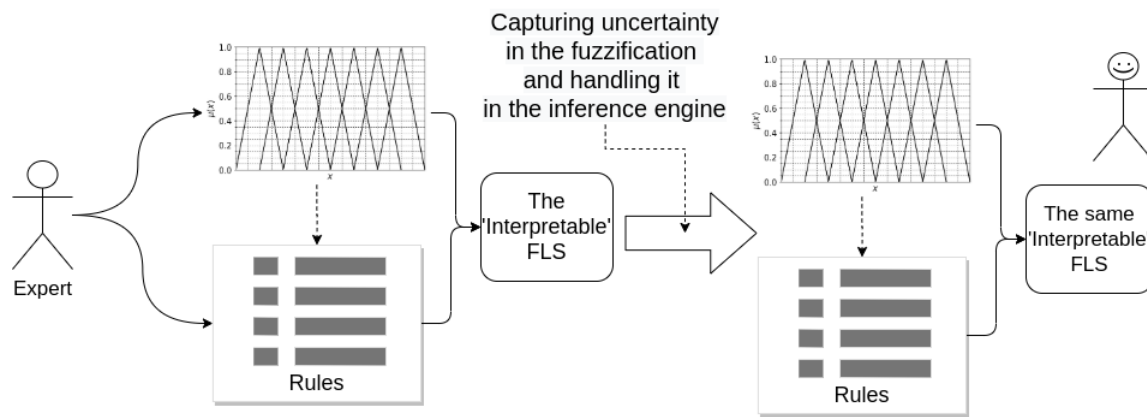 Capturing uncertainty
in the fuzzification
and handling it
in the inference engine
1.0
0.8
0.6
0.4
0.2
0.0
μ(x)
x
1.0
0.8
0.6
0.4
0.2
0.0
μ(x)
x
Expert
The
'Interpretable'
FLS
The same
'Interpretable'
FLS
Rules
Rules